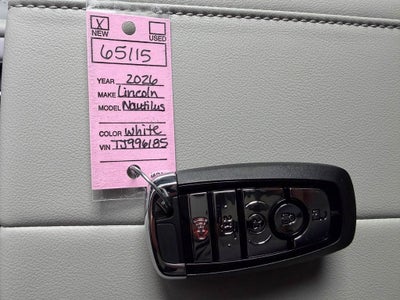 X
NEW USED
65115
YEAR 2026
MAKE Lincoln
MODEL Nautilus
COLOR white
VIN TJ996185